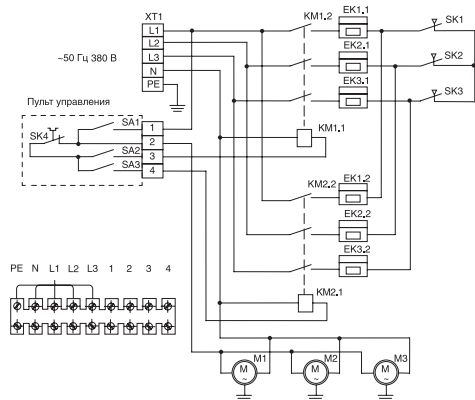 XT1
L1
L2
L3
N
PE
~50 Гц 380 В
KM1.2
EK1.1
EK2.1
EK3.1
SK1
SK2
SK3
KM1.1
Пульт управления
SK4
SA1
SA2
SA3
1
2
3
4
KM2.2
EK1.2
EK2.2
EK3.2
KM2.1
PE N L1 L2 L3 1 2 3 4
M1
M2
M3
M
~
M
~
M
~